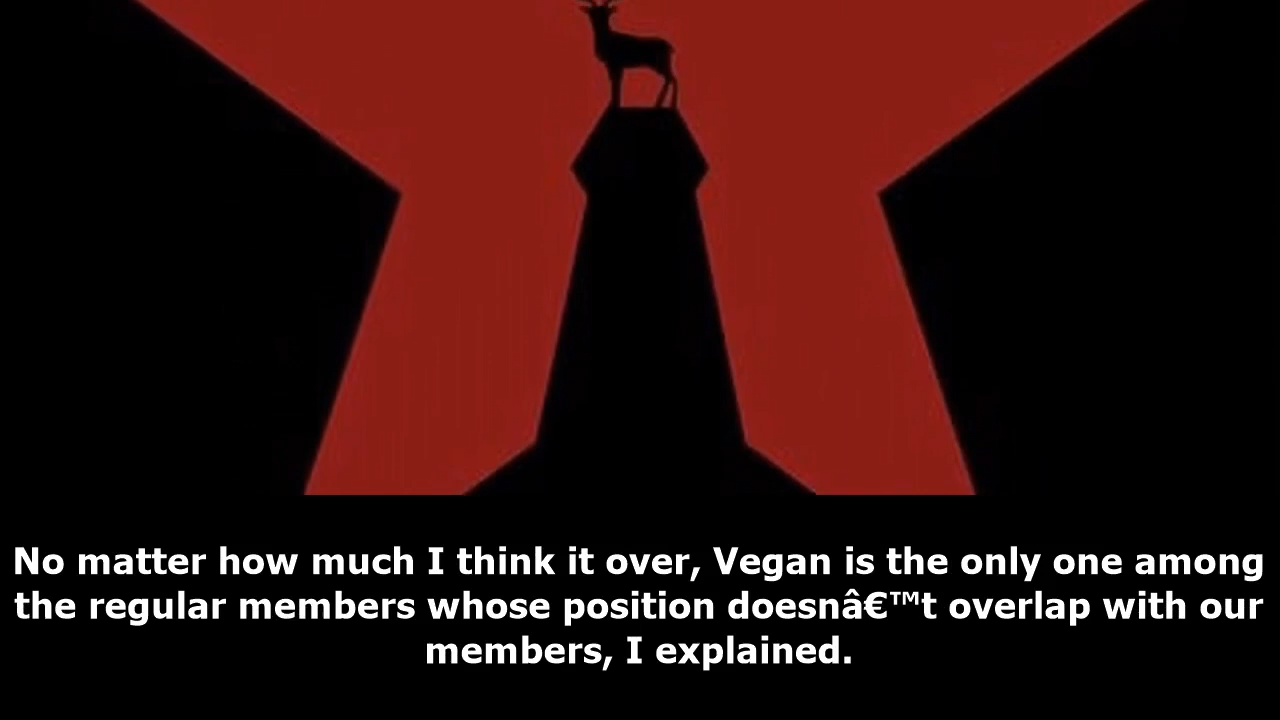 No matter how much I think it over, Vegan is the only one among
the regular members whose position doesnâ€™t overlap with our
members, I explained.